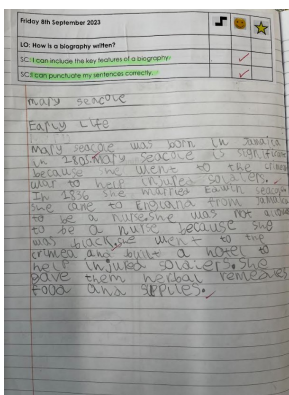 Friday 8th September 2023
LO: How is a biography written?
SC: I can include the key features of a biography.
SC: I can punctuate my sentences correctly.
mary seacole
Early Life
Mary seacole was born in Jamaica
in 1805. Mary seacole is significant
because she went to the crimea
war to help injured soldiers.
In 1836 she married Edwin seacole
she came to England from Jamaica
to be a nurse. she was not allowed
to be a nurse because she
was black. she went to the
crimea and built a hotel to
help injured soldiers. she
gave them herbal remedies
food and